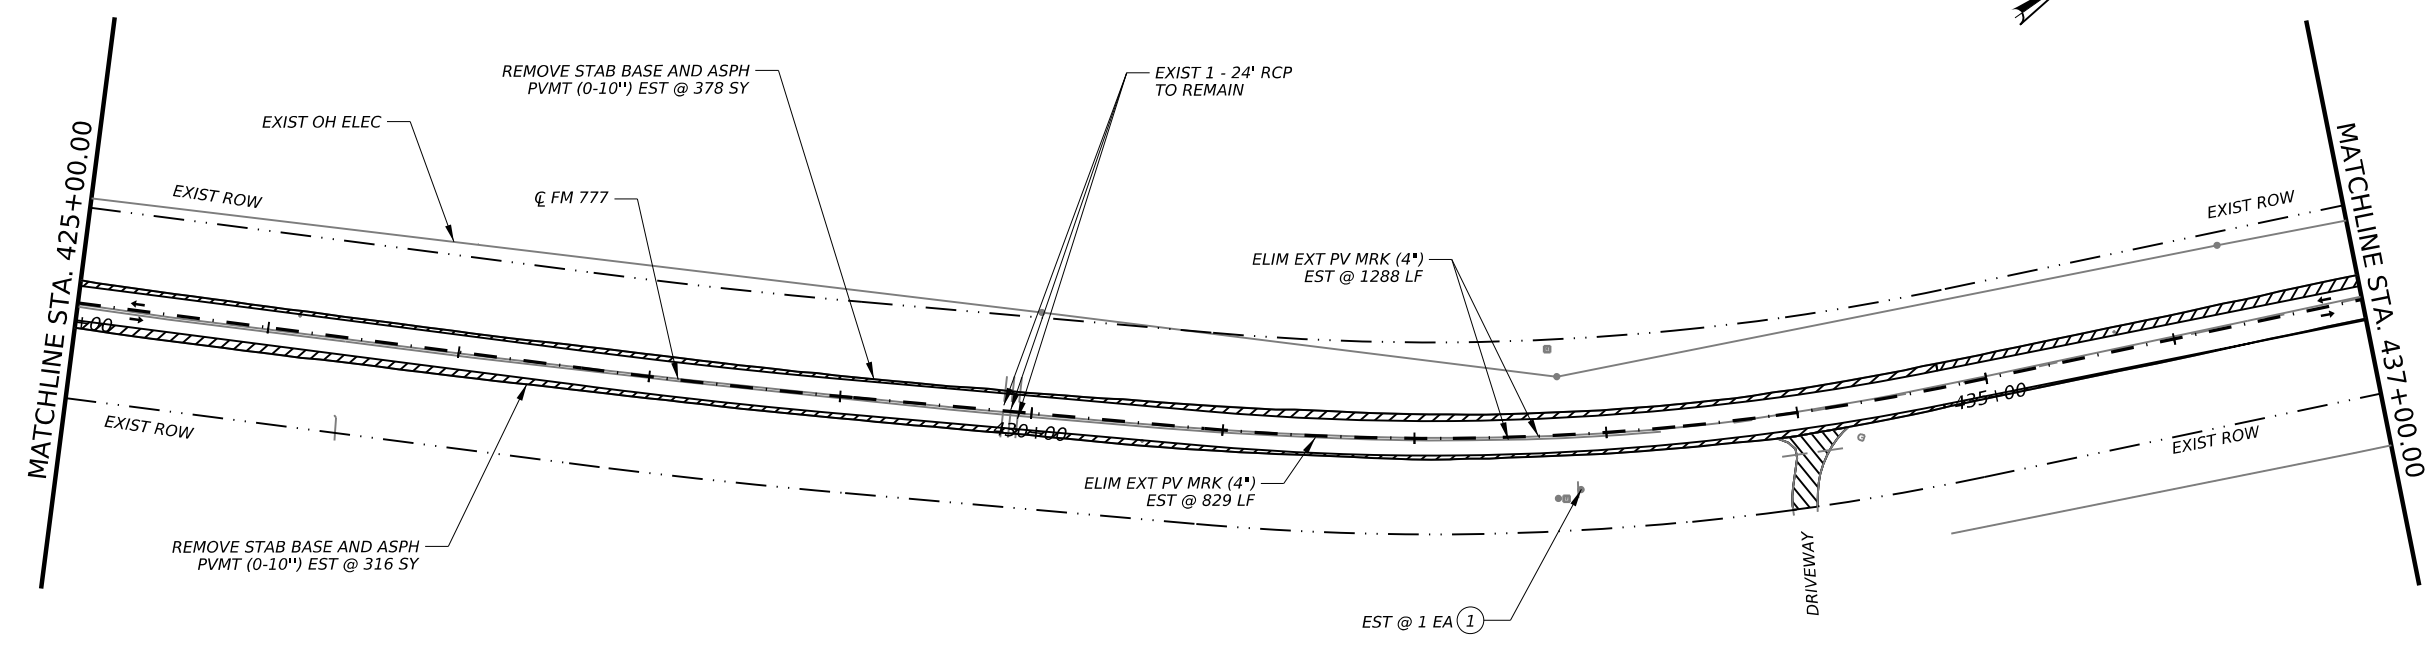 MATCHLINE STA. 425+00.00
EXIST OH ELEC
EXIST ROW
REMOVE STAB BASE AND ASPH
PVMT (0-10") EST @ 378 SY
℄ FM 777
EXIST 1 - 24' RCP
TO REMAIN
ELIM EXT PV MRK (4")
EST @ 1288 LF
EXIST ROW
MATCHLINE STA. 437+00.00
+00
430+00
435+00
EXIST ROW
ELIM EXT PV MRK (4")
EST @ 829 LF
EXIST ROW
REMOVE STAB BASE AND ASPH
PVMT (0-10") EST @ 316 SY
EST @ 1 EA 1
DRIVEWAY